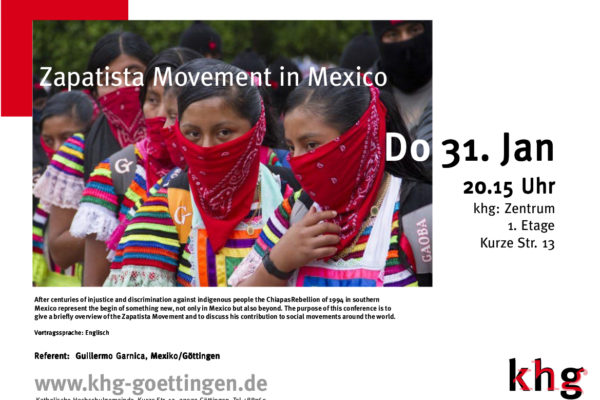 Zapatista Movement in Mexico
Do 31. Jan
20.15 Uhr
khg: Zentrum
1. Etage
Kurze Str. 13
G
G
GAOBA
After centuries of injustice and discrimination against indigenous people the ChiapasRebellion of 1994 in southern
Mexico represent the begin of something new, not only in Mexico but also beyond. The purpose of this conference is to
give a briefly overview of the Zapatista Movement and to discuss his contribution to social movements around the world.
Vortragssprache: Englisch
Referent: Guillermo Garnica, Mexiko/Göttingen
www.khg-goettingen.de
Katholische Hochschulgemeinde, Kurze Str. 13, 37073 Göttingen, Tel.
khg